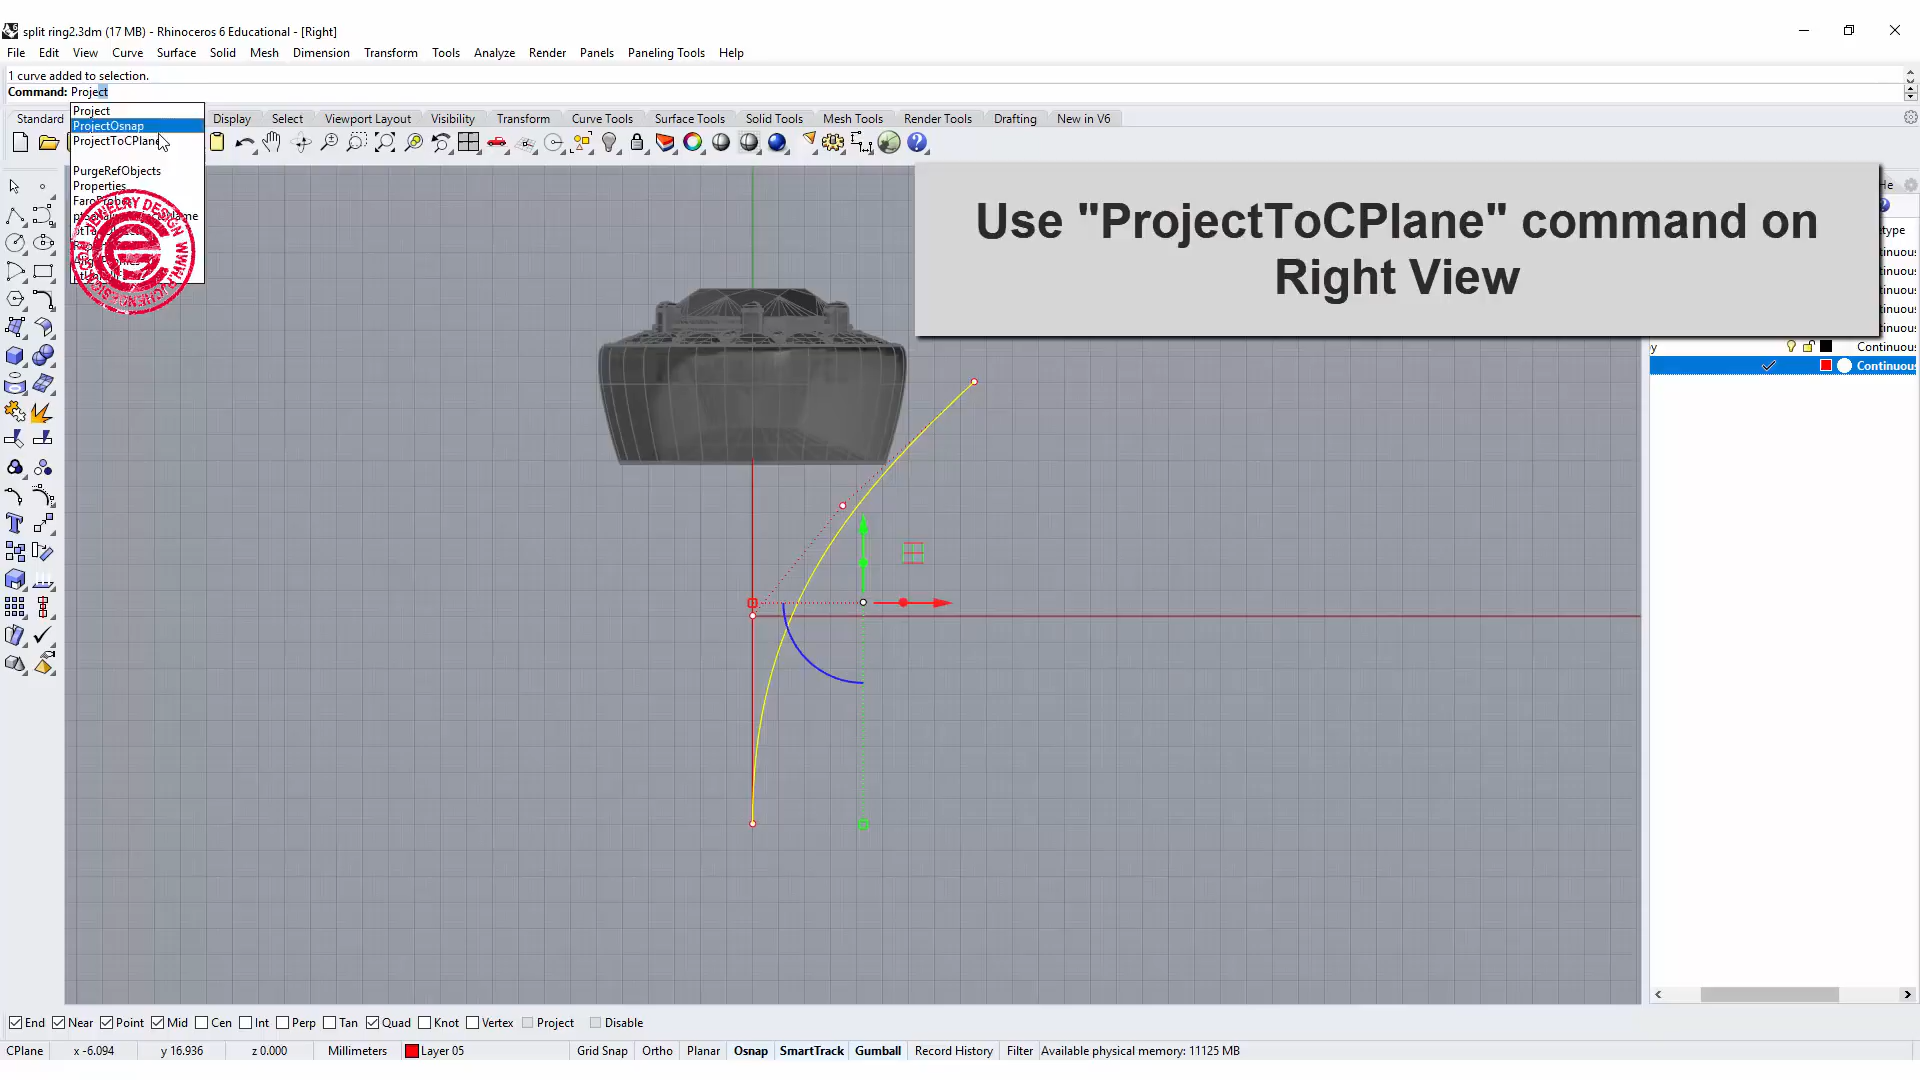 split ring2.3dm (17 MB) - Rhinoceros 6 Educational - [Right]
File Edit View Curve Surface Solid Mesh Dimension Transform Tools Analyze Render Panels Paneling Tools Help
1 curve added to selection.
Command: Project
Project
ProjectOsnap
ProjectToCPlane
PurgeRefObjects
Properties
Standard Display Select Viewport Layout Visibility Transform Curve Tools Surface Tools Solid Tools Mesh Tools Render Tools Drafting New in V6
Use "ProjectToCPlane" command on
Right View
JEWELRY DESIGN
Continuous
Continuous
End Near Point Mid Cen Int Perp Tan Quad Knot Vertex Project Disable
CPlane x -6.094 y 16.936 z 0.000 Millimeters Layer 05 Grid Snap Ortho Planar Osnap SmartTrack Gumball Record History Filter Available physical memory: 11125 MB